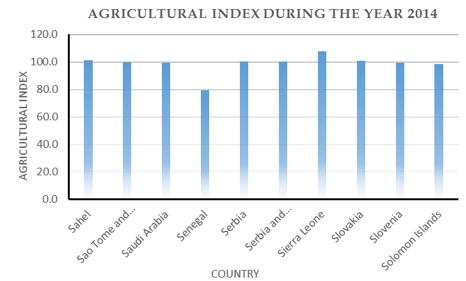 AGRICULTURAL INDEX DURING THE YEAR 2014
120.0
100.0
80.0
60.0
40.0
20.0
0.0
AGRICULTURAL INDEX
Sahel
Sao Tome and...
Saudi Arabia
Senegal
Serbia
Serbia and...
Sierra Leone
Slovakia
Slovenia
Solomon Islands
COUNTRY